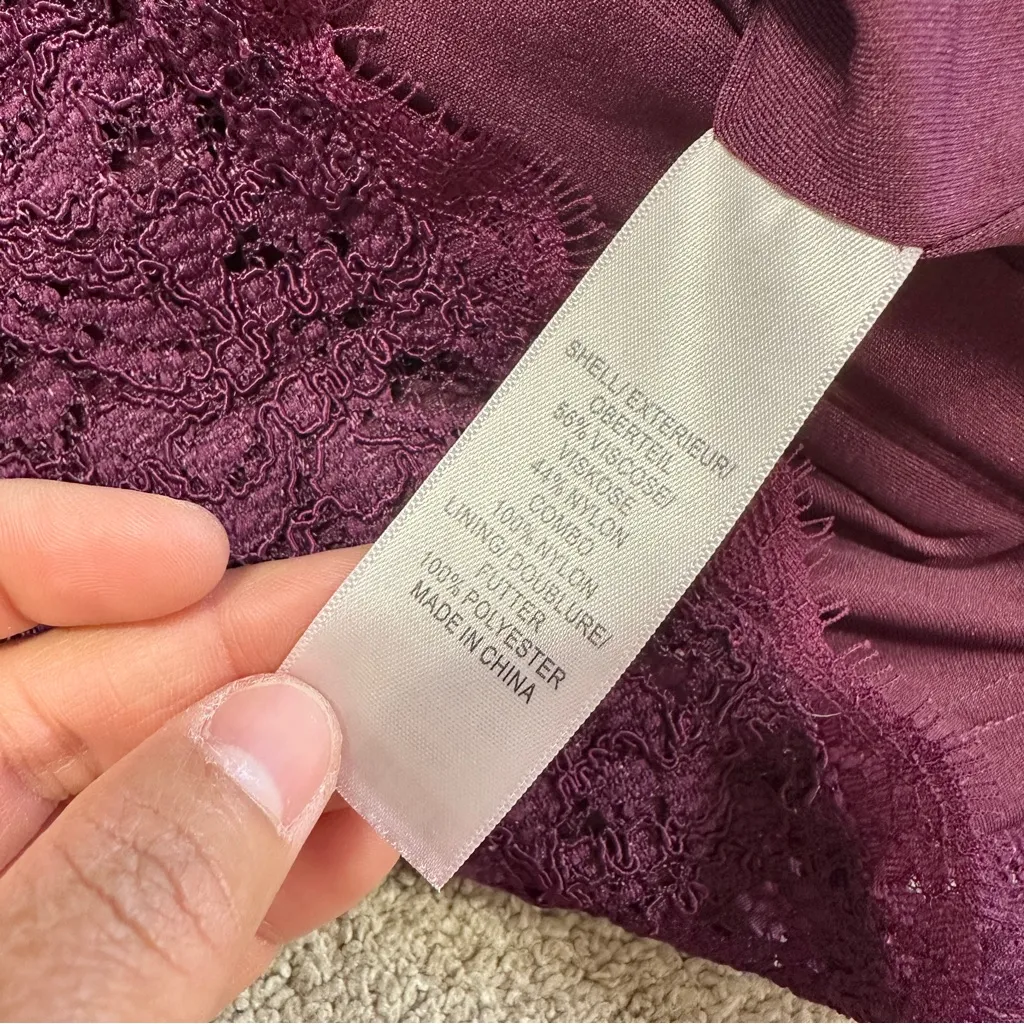 SHELL/ EXTERIEUR/
OBERTEIL
56% VISCOSE/
VISKOSE
44% NYLON
COMBO
100% NYLON
LINING/ DOUBLURE/
FUTTER
100% POLYESTER
MADE IN CHINA